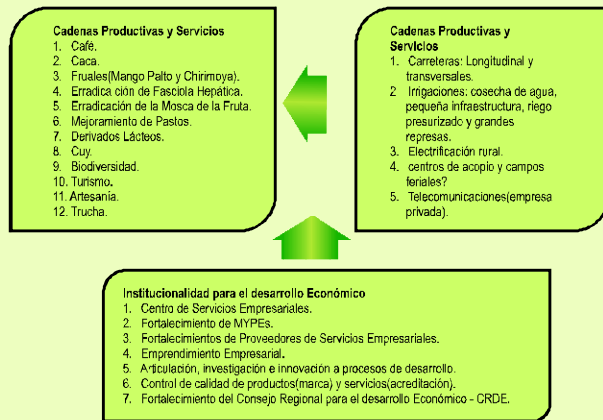 Cadenas Productivas y Servicios
1. Café.
2. Caca.
3. Fruales(Mango Palto y Chirimoya).
4. Erradica ción de Fasciola Hepática.
5. Erradicación de la Mosca de la Fruta.
6. Mejoramiento de Pastos.
7. Derivados Lácteos.
8. Cuy.
9. Biodiversidad.
10. Turismo.
11. Artesanía.
12. Trucha.
Cadenas Productivas y
Servicios
1. Carreteras: Longitudinal y
transversales.
2 Irrigaciones: cosecha de agua,
pequeña infraestructura, riego
presurizado y grandes
represas.
3. Electrificación rural.
4. centros de acopio y campos
feriales?
5. Telecomunicaciones(empresa
privada).
Institucionalidad para el desarrollo Económico
1. Centro de Servicios Empresariales.
2. Fortalecimiento de MYPEs.
3. Fortalecimientos de Proveedores de Servicios Empresariales.
4. Emprendimiento Empresarial.
5. Articulación, investigación e innovación a procesos de desarrollo.
6. Control de calidad de productos(marca) y servicios(acreditación).
7. Fortalecimiento del Consejo Regional para el desarrollo Económico - CRDE.